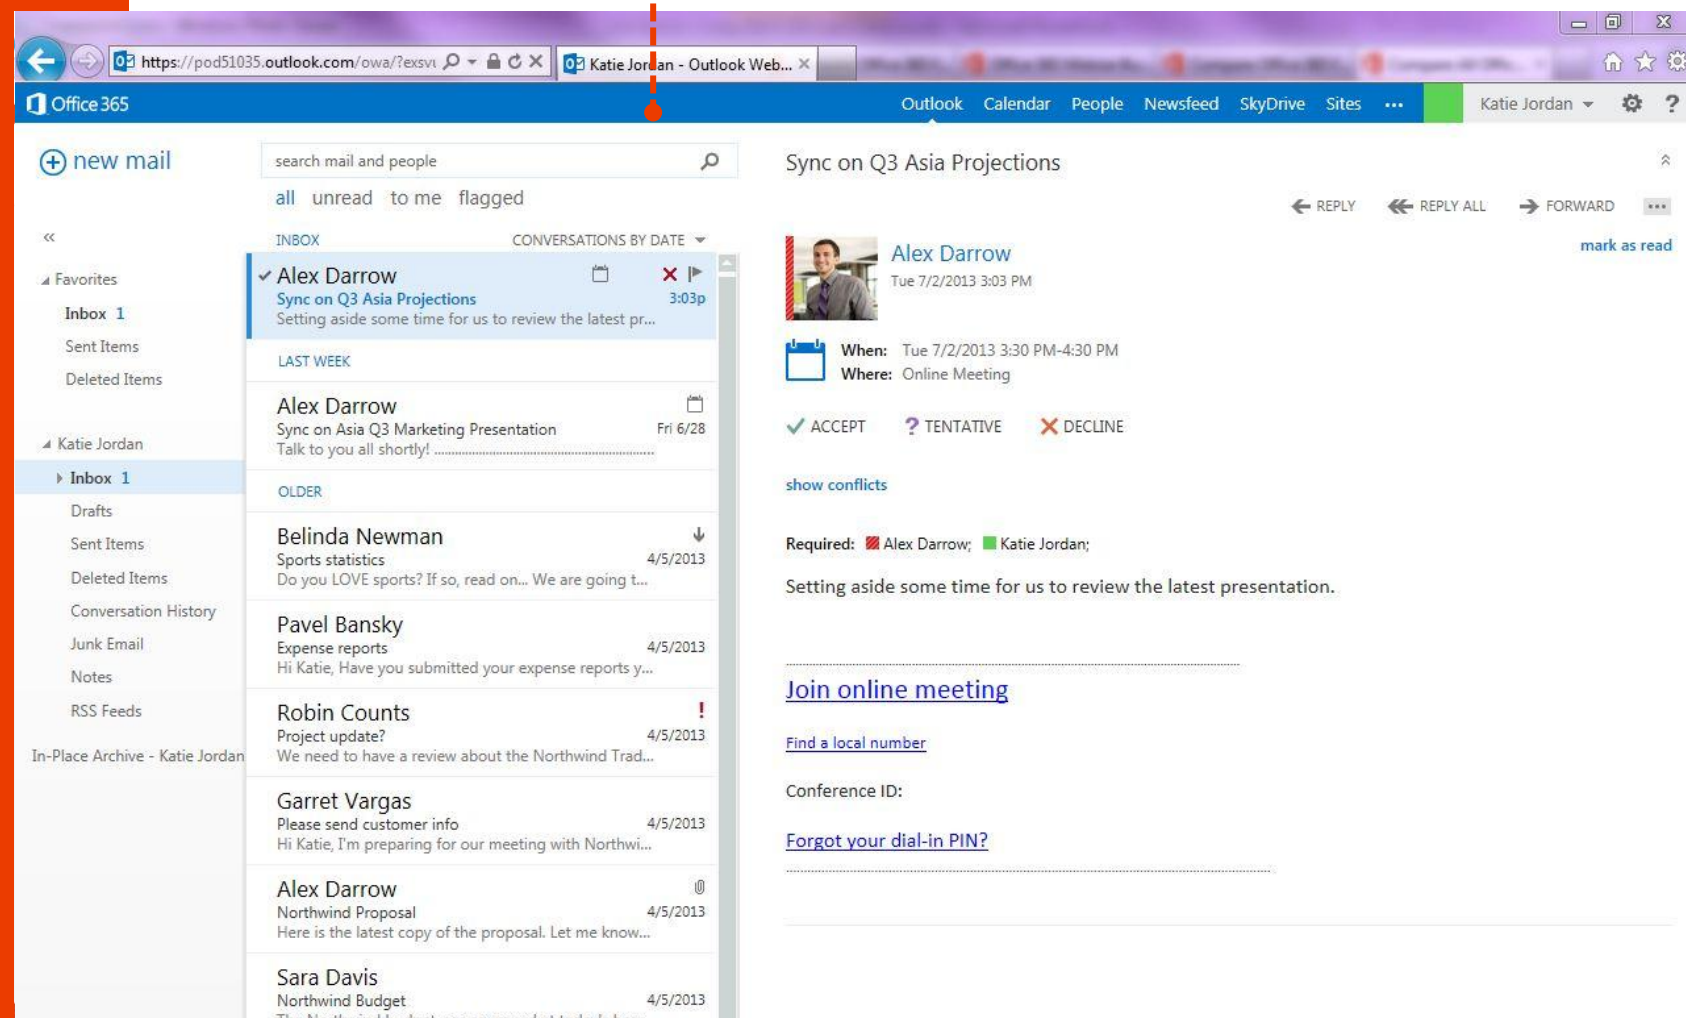 https://pod51035.outlook.com/owa/?exsvi
Katie Jordan - Outlook Web...
Office 365
Outlook Calendar People Newsfeed SkyDrive Sites ... Katie Jordan ?
new mail
search mail and people
all unread to me flagged
INBOX CONVERSATIONS BY DATE
Favorites
Inbox 1
Sent Items
Deleted Items
Katie Jordan
Inbox 1
Drafts
Sent Items
Deleted Items
Conversation History
Junk Email
Notes
RSS Feeds
In-Place Archive - Katie Jordan
Alex Darrow
Sync on Q3 Asia Projections 3:03p
Setting aside some time for us to review the latest pr...
LAST WEEK
Alex Darrow
Sync on Asia Q3 Marketing Presentation Fri 6/28
Talk to you all shortly!
OLDER
Belinda Newman
Sports statistics 4/5/2013
Do you LOVE sports? If so, read on... We are going t...
Pavel Bansky
Expense reports 4/5/2013
Hi Katie, Have you submitted your expense reports y...
Robin Counts !
Project update? 4/5/2013
We need to have a review about the Northwind Trad...
Garret Vargas
Please send customer info 4/5/2013
Hi Katie, I'm preparing for our meeting with Northwi...
Alex Darrow
Northwind Proposal 4/5/2013
Here is the latest copy of the proposal. Let me know...
Sara Davis
Northwind Budget 4/5/2013
Sync on Q3 Asia Projections
REPLY REPLY ALL FORWARD ...
mark as read
Alex Darrow
Tue 7/2/2013 3:03 PM
When: Tue 7/2/2013 3:30 PM-4:30 PM
Where: Online Meeting
ACCEPT ? TENTATIVE DECLINE
show conflicts
Required: Alex Darrow; Katie Jordan;
Setting aside some time for us to review the latest presentation.
Join online meeting
Find a local number
Conference ID:
Forgot your dial-in PIN?